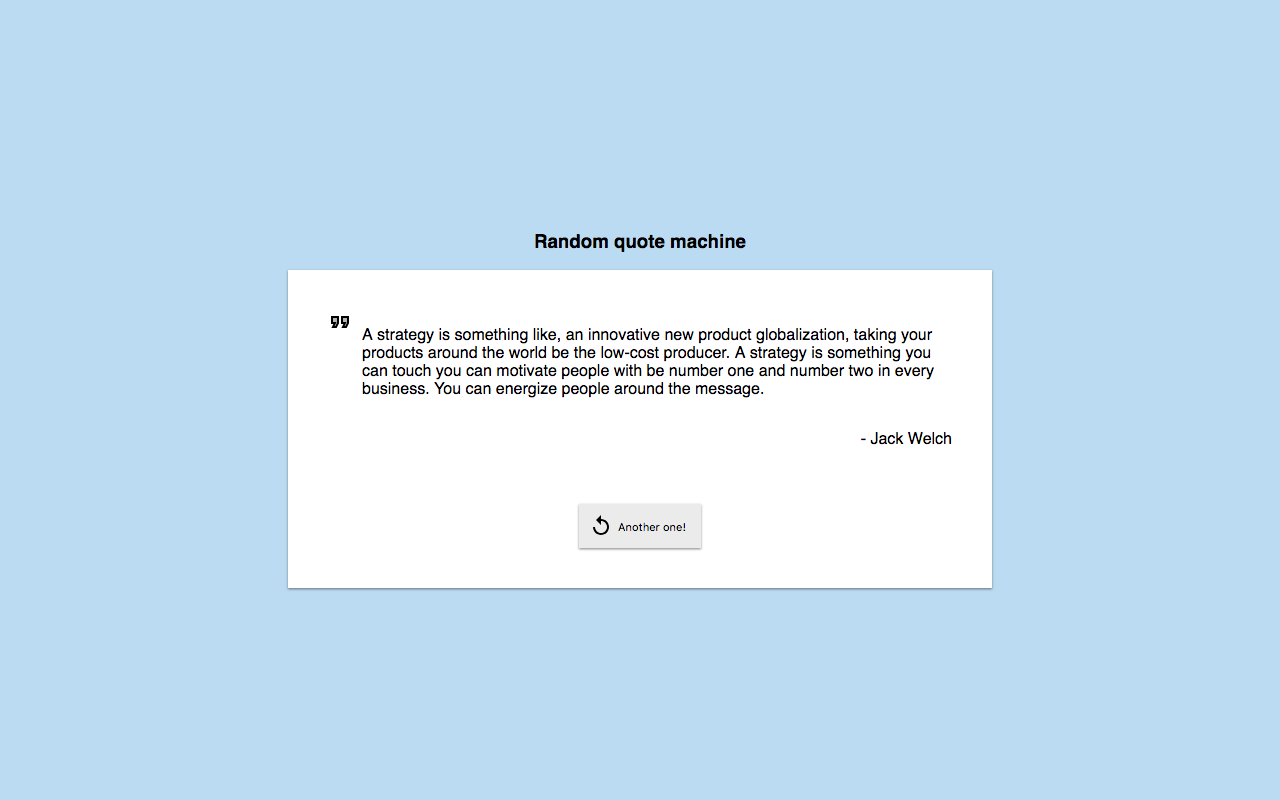 Random quote machine
A strategy is something like, an innovative new product globalization, taking your
products around the world be the low-cost producer. A strategy is something you
can touch you can motivate people with be number one and number two in every
business. You can energize people around the message.
- Jack Welch
Another one!